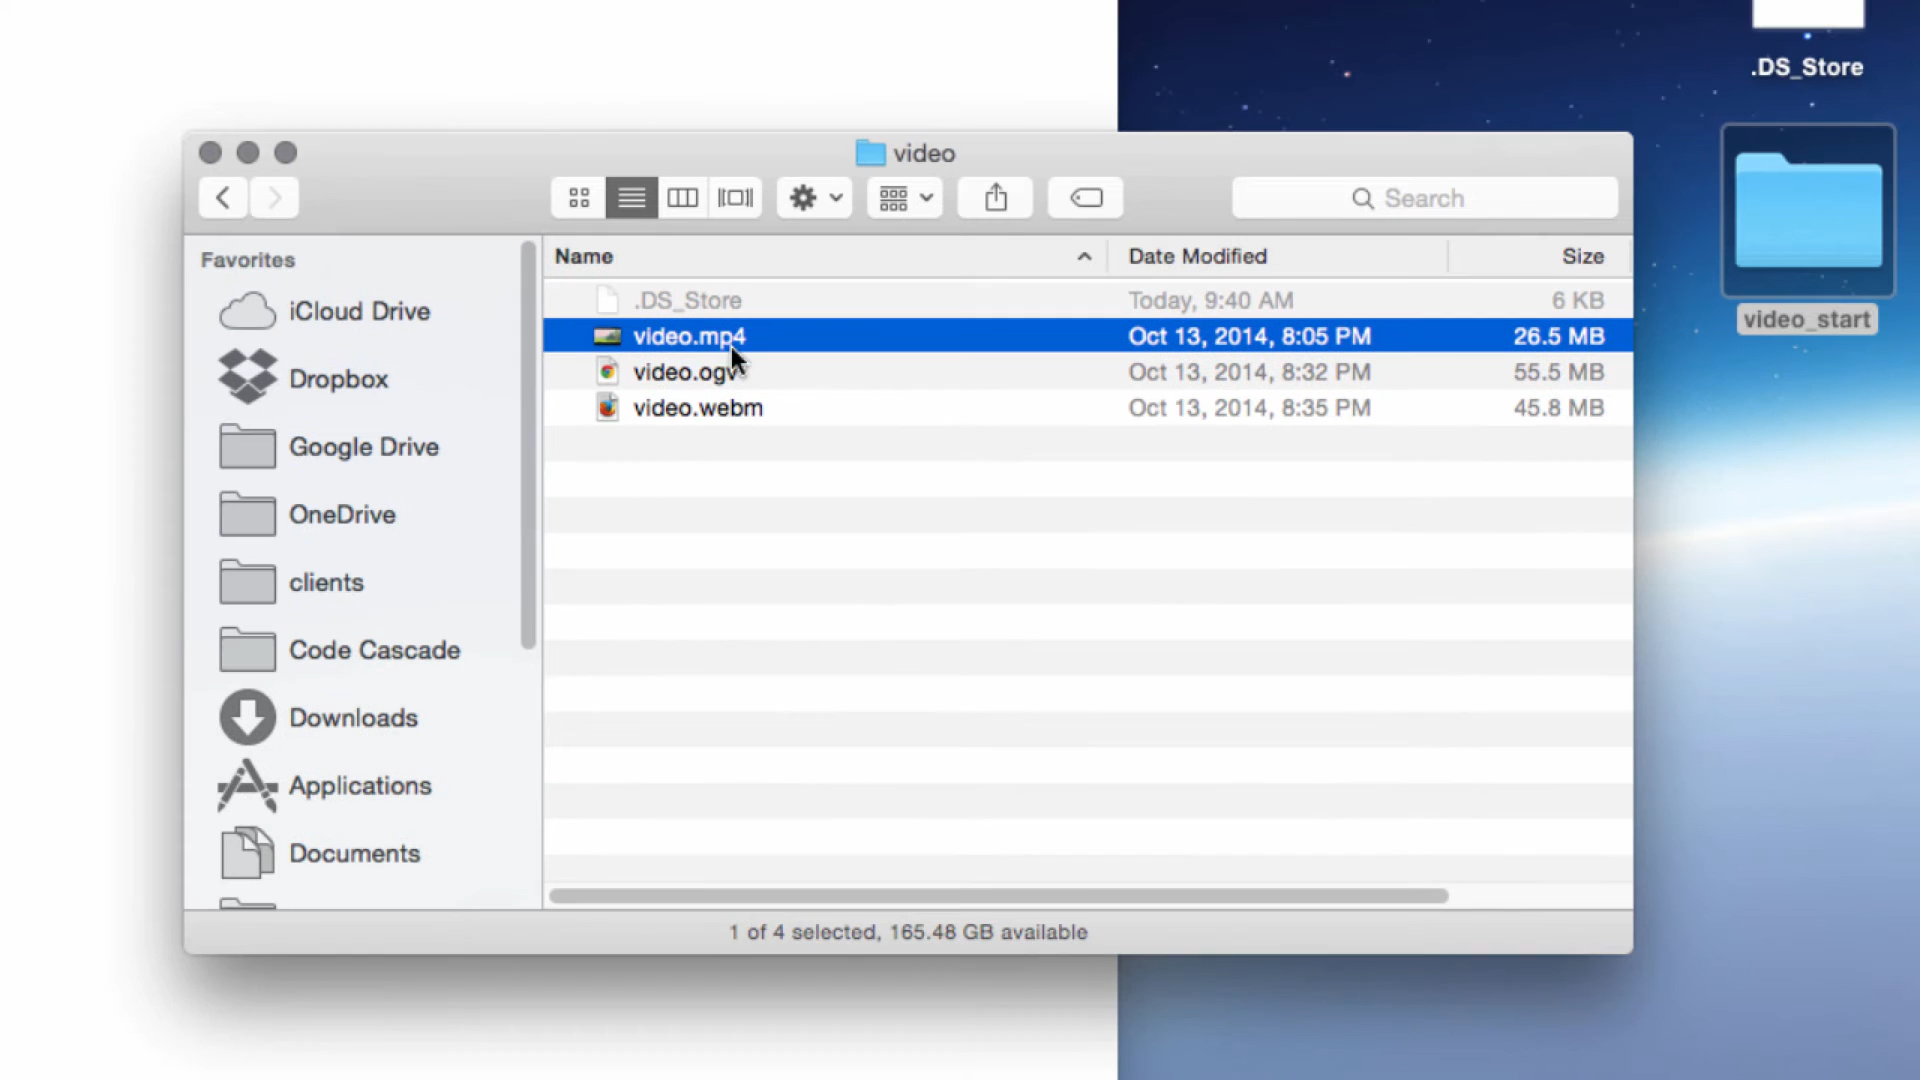 .DS_Store
video
Search
Favorites
Name Date Modified Size
.DS_Store Today, 9:40 AM 6 KB
iCloud Drive
video_start
video.mp4 Oct 13, 2014, 8:05 PM 26.5 MB
video.ogv Oct 13, 2014, 8:32 PM 55.5 MB
Dropbox
video.webm Oct 13, 2014, 8:35 PM 45.8 MB
Google Drive
OneDrive
clients
Code Cascade
Downloads
Applications
Documents
1 of 4 selected, 165.48 GB available